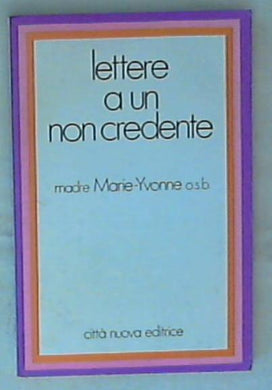 lettere
a un
non credente
madre Marie-Yvonne o.s.b.
città nuova editrice